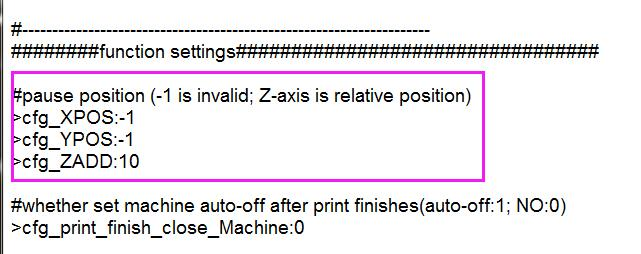 #--------------------------------------------------------------------------
########function settings#################################
#pause position (-1 is invalid; Z-axis is relative position)
>cfg_XPOS:-1
>cfg_YPOS:-1
>cfg_ZADD:10
#whether set machine auto-off after print finishes(auto-off:1; NO:0)
>cfg_print_finish_close_Machine:0